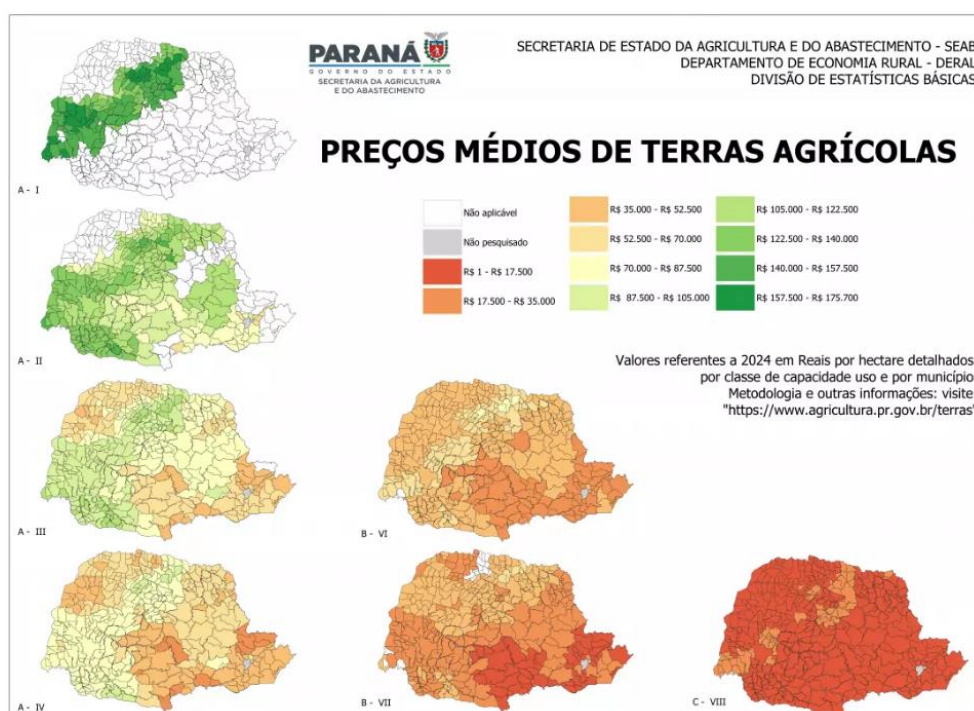 PARANÁ
GOVERNO DO ESTADO
SECRETARIA DA AGRICULTURA
E DO ABASTECIMENTO
SECRETARIA DE ESTADO DA AGRICULTURA E DO ABASTECIMENTO - SEAB
DEPARTAMENTO DE ECONOMIA RURAL - DERAL
DIVISÃO DE ESTATÍSTICAS BÁSICAS
PREÇOS MÉDIOS DE TERRAS AGRÍCOLAS
Não aplicável
Não pesquisado
R$ 1 - R$ 17.500
R$ 17.500 - R$ 35.000
R$ 35.000 - R$ 52.500
R$ 52.500 - R$ 70.000
R$ 70.000 - R$ 87.500
R$ 87.500 - R$ 105.000
R$ 105.000 - R$ 122.500
R$ 122.500 - R$ 140.000
R$ 140.000 - R$ 157.500
R$ 157.500 - R$ 175.700
Valores referentes a 2024 em Reais por hectare detalhados
por classe de capacidade uso e por município
Metodologia e outras informações: visite
"https://www.agricultura.pr.gov.br/terras"
A - I
A - II
A - III
B - VI
A - IV
B - VII
C - VIII